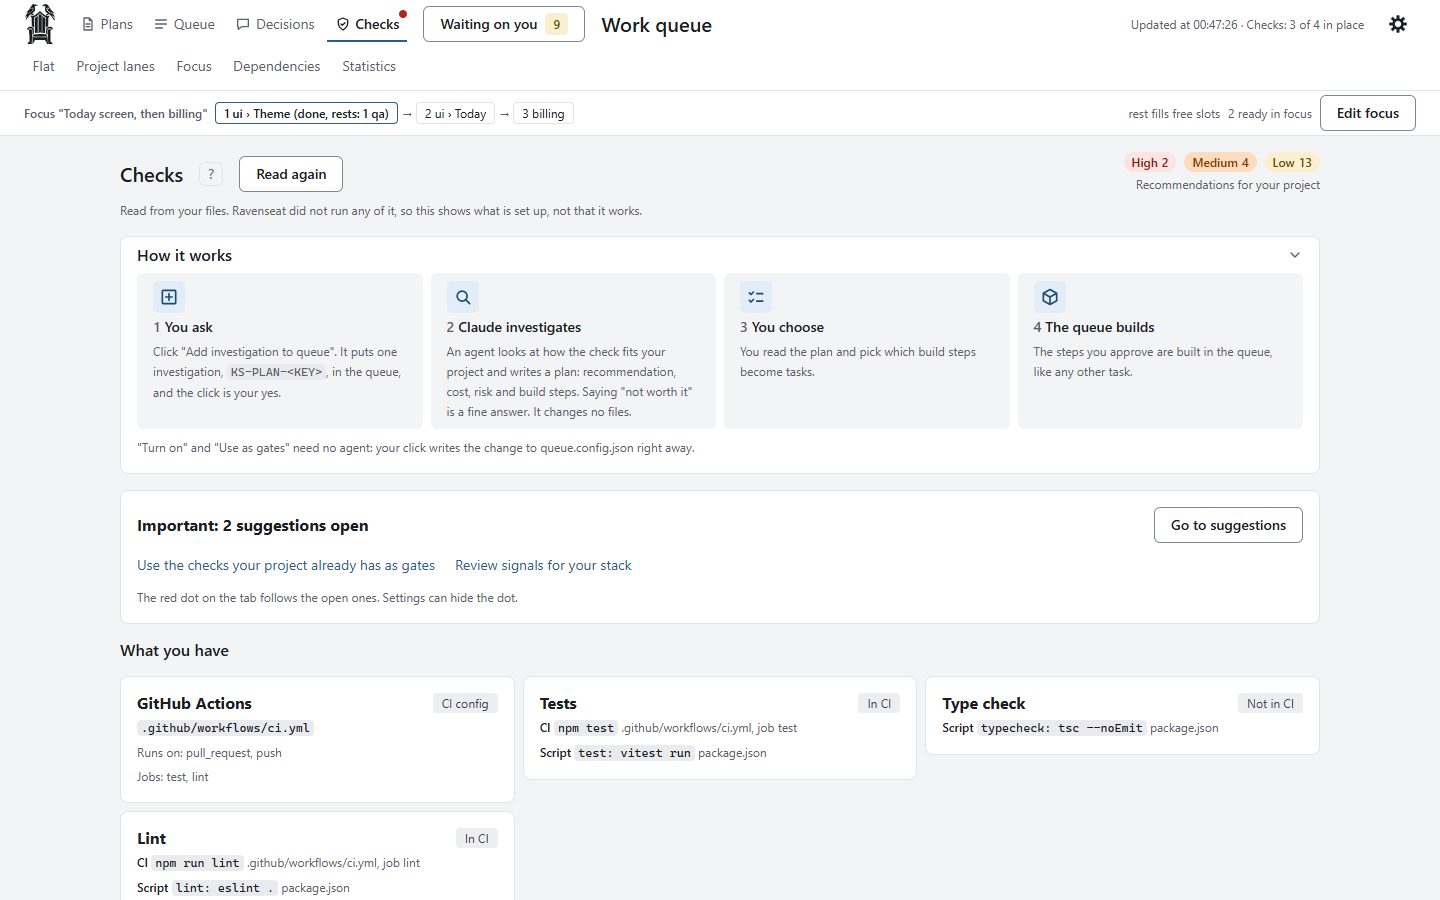 Plans
Queue
Decisions
Checks
Waiting on you 9
Work queue
Updated at 00:47:26 · Checks: 3 of 4 in place
Flat
Project lanes
Focus
Dependencies
Statistics
Focus "Today screen, then billing"
1 ui › Theme (done, rests: 1 qa) → 2 ui › Today → 3 billing
rest fills free slots
2 ready in focus
Edit focus
Checks
?
Read again
High 2
Medium 4
Low 13
Recommendations for your project
Read from your files. Ravenseat did not run any of it, so this shows what is set up, not that it works.
How it works
1 You ask
Click "Add investigation to queue". It puts one
investigation, KS-PLAN-<KEY>, in the queue,
and the click is your yes.
2 Claude investigates
An agent looks at how the check fits your
project and writes a plan: recommendation,
cost, risk and build steps. Saying "not worth it"
is a fine answer. It changes no files.
3 You choose
You read the plan and pick which build steps
become tasks.
4 The queue builds
The steps you approve are built in the queue,
like any other task.
"Turn on" and "Use as gates" need no agent: your click writes the change to queue.config.json right away.
Important: 2 suggestions open
Go to suggestions
Use the checks your project already has as gates
Review signals for your stack
The red dot on the tab follows the open ones. Settings can hide the dot.
What you have
GitHub Actions
CI config
.github/workflows/ci.yml
Runs on: pull_request, push
Jobs: test, lint
Tests
In CI
CI npm test .github/workflows/ci.yml, job test
Script test: vitest run package.json
Type check
Not in CI
Script typecheck: tsc --noEmit package.json
Lint
In CI
CI npm run lint .github/workflows/ci.yml, job lint
Script lint: eslint . package.json